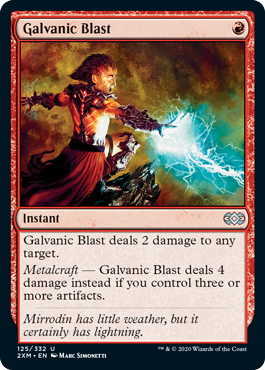 Galvanic Blast
Instant
Galvanic Blast deals 2 damage to any
target.
Metalcraft — Galvanic Blast deals 4
damage instead if you control three or
more artifacts.
Mirrodin has little weather, but it
certainly has lightning.
125/332 U
2XM • EN Marc Simonetti
™ & © 2020 Wizards of the Coast